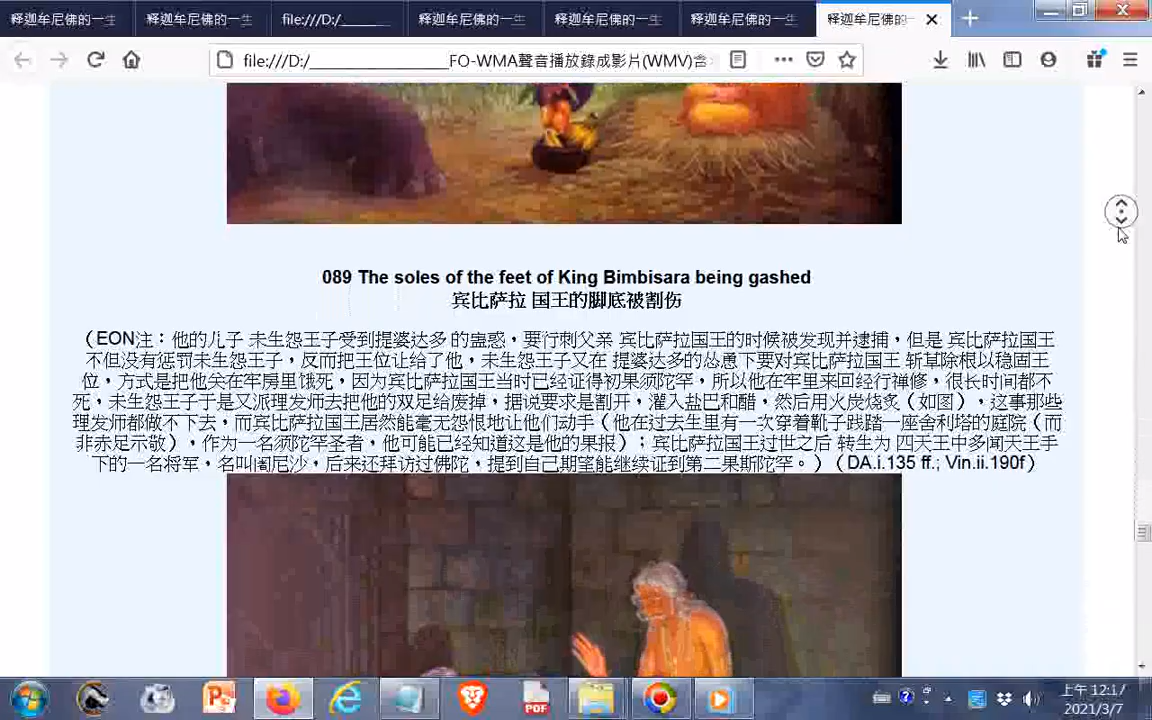 释迦牟尼佛的一生
释迦牟尼佛的一生
file:///D:/______
释迦牟尼佛的一生
释迦牟尼佛的一生
释迦牟尼佛的一生
释迦牟尼佛的一
file:///D:/__________________FO-WMA聲音播放錄成影片(WMV)含
089 The soles of the feet of King Bimbisara being gashed
宾比萨拉 国王的脚底被割伤
（EON注：他的儿子 未生怨王子受到提婆达多 的蛊惑，要行刺父亲 宾比萨拉国王的时候被发现并逮捕，但是 宾比萨拉国王
不但没有惩罚未生怨王子，反而把王位让给了他，未生怨王子又在 提婆达多的怂恿下要对宾比萨拉国王 斩草除根以稳固王
位，方式是把他关在牢房里饿死，因为宾比萨拉国王当时已经证得初果须陀罕，所以他在牢里来回经行禅修，很长时间都不
死，未生怨王子于是又派理发师去把他的双足给废掉，据说要求是割开，灌入盐巴和醋，然后用火炭烧炙（如图），这事那些
理发师都做不下去，而宾比萨拉国王居然能毫无怨恨地让他们动手（他在过去生里有一次穿着靴子践踏一座舍利塔的庭院（而
非赤足示敬），作为一名须陀罕圣者，他可能已经知道这是他的果报）；宾比萨拉国王过世之后 转生为 四天王中多闻天王手
下的一名将军，名叫阇尼沙，后来还拜访过佛陀，提到自己期望能继续证到第二果斯陀罕。）（DA.i.135 ff.; Vin.ii.190f）
PDF
上午 12:17
2021/3/7